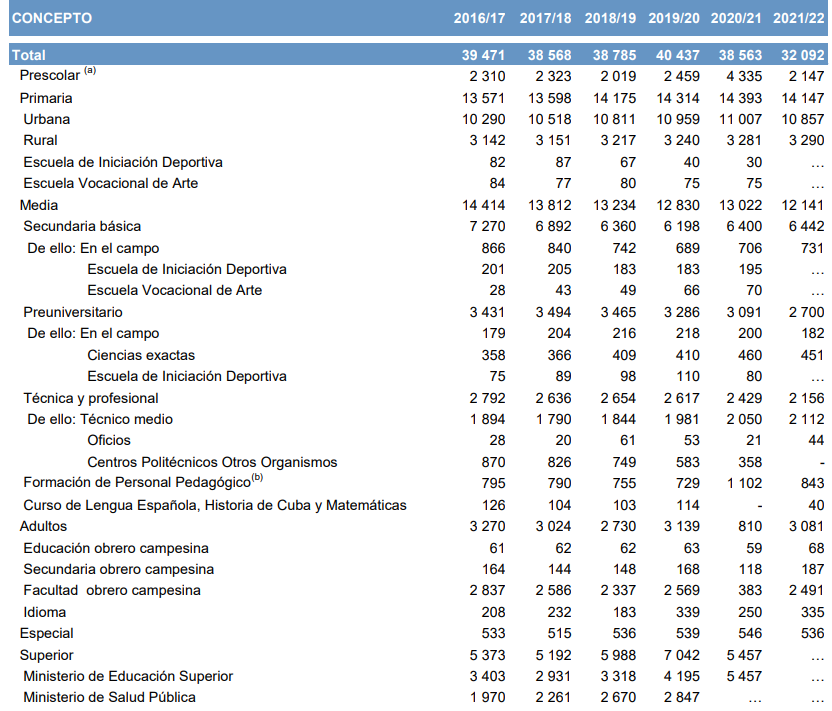 CONCEPTO 2016/17 2017/18 2018/19 2019/20 2020/21 2021/22
Total 39 471 38 568 38 785 40 437 38 563 32 092
Prescolar (a) 2 310 2 323 2 019 2 459 4 335 2 147
Primaria 13 571 13 598 14 175 14 314 14 393 14 147
Urbana 10 290 10 518 10 811 10 959 11 007 10 857
Rural 3 142 3 151 3 217 3 240 3 281 3 290
Escuela de Iniciación Deportiva 82 87 67 40 30 …
Escuela Vocacional de Arte 84 77 80 75 75 …
Media 14 414 13 812 13 234 12 830 13 022 12 141
Secundaria básica 7 270 6 892 6 360 6 198 6 400 6 442
De ello: En el campo 866 840 742 689 706 731
Escuela de Iniciación Deportiva 201 205 183 183 195 …
Escuela Vocacional de Arte 28 43 49 66 70 …
Preuniversitario 3 431 3 494 3 465 3 286 3 091 2 700
De ello: En el campo 179 204 216 218 200 182
Ciencias exactas 358 366 409 410 460 451
Escuela de Iniciación Deportiva 75 89 98 110 80 …
Técnica y profesional 2 792 2 636 2 654 2 617 2 429 2 156
De ello: Técnico medio 1 894 1 790 1 844 1 981 2 050 2 112
Oficios 28 20 61 53 21 44
Centros Politécnicos Otros Organismos 870 826 749 583 358 -
Formación de Personal Pedagógico(b) 795 790 755 729 1 102 843
Curso de Lengua Española, Historia de Cuba y Matemáticas 126 104 103 114 - 40
Adultos 3 270 3 024 2 730 3 139 810 3 081
Educación obrero campesina 61 62 62 63 59 68
Secundaria obrero campesina 164 144 148 168 118 187
Facultad obrero campesina 2 837 2 586 2 337 2 569 383 2 491
Idioma 208 232 183 339 250 335
Especial 533 515 536 539 546 536
Superior 5 373 5 192 5 988 7 042 5 457 …
Ministerio de Educación Superior 3 403 2 931 3 318 4 195 5 457 …
Ministerio de Salud Pública 1 970 2 261 2 670 2 847 … …